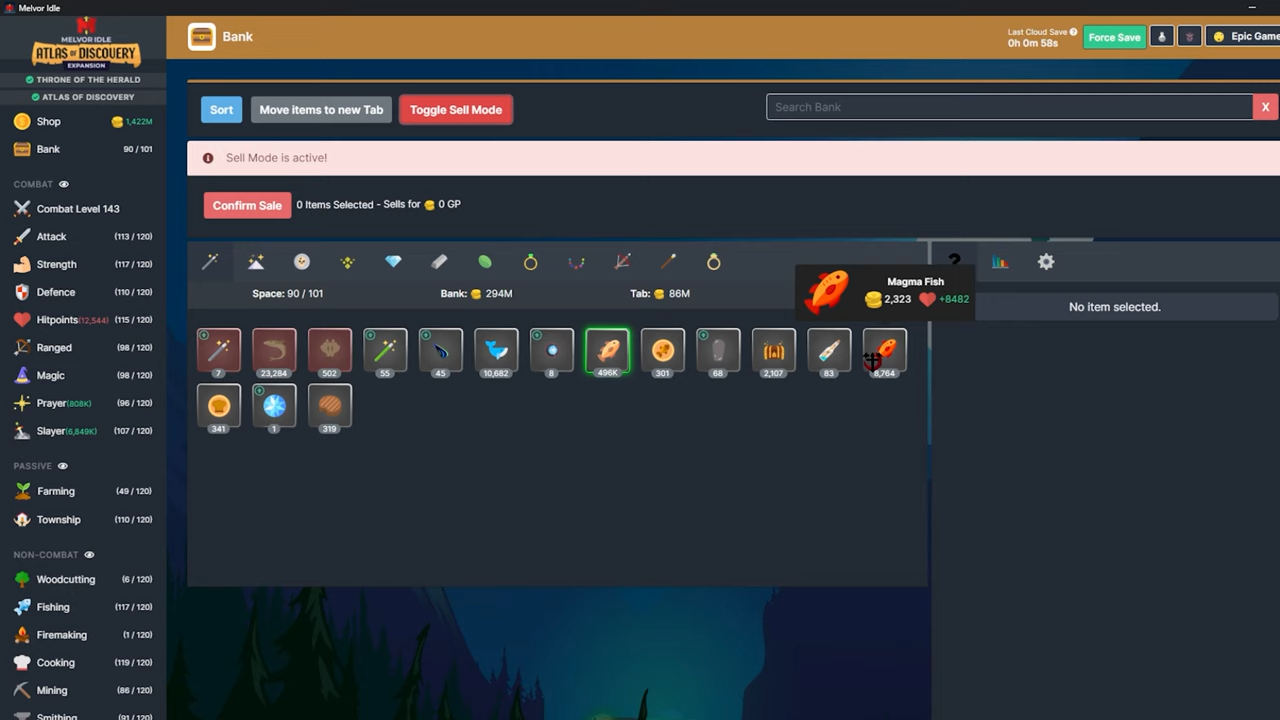 Melvor Idle
MELVOR IDLE
ATLAS OF DISCOVERY
EXPANSION
THRONE OF THE HERALD
ATLAS OF DISCOVERY
Shop 1,422M
Bank 90 / 101
COMBAT
Combat Level 143
Attack (113 / 120)
Strength (117 / 120)
Defence (110 / 120)
Hitpoints(12,544) (115 / 120)
Ranged (98 / 120)
Magic (98 / 120)
Prayer(808K) (96 / 120)
Slayer(6,849K) (107 / 120)
PASSIVE
Farming (49 / 120)
Township (110 / 120)
NON-COMBAT
Woodcutting (6 / 120)
Fishing (117 / 120)
Firemaking (1 / 120)
Cooking (119 / 120)
Mining (86 / 120)
Smithing (91 / 120)
Bank
Last Cloud Save
0h 0m 58s
Force Save
Epic Game
Sort
Move items to new Tab
Toggle Sell Mode
Search Bank
X
Sell Mode is active!
Confirm Sale
0 Items Selected - Sells for 0 GP
Space: 90 / 101
Bank: 294M
Tab: 86M
Magma Fish
2,323 +8482
?
No item selected.
7 23,284 502 55 45 10,682 8 496K 301 68 2,107 83 8,764
341 1 319